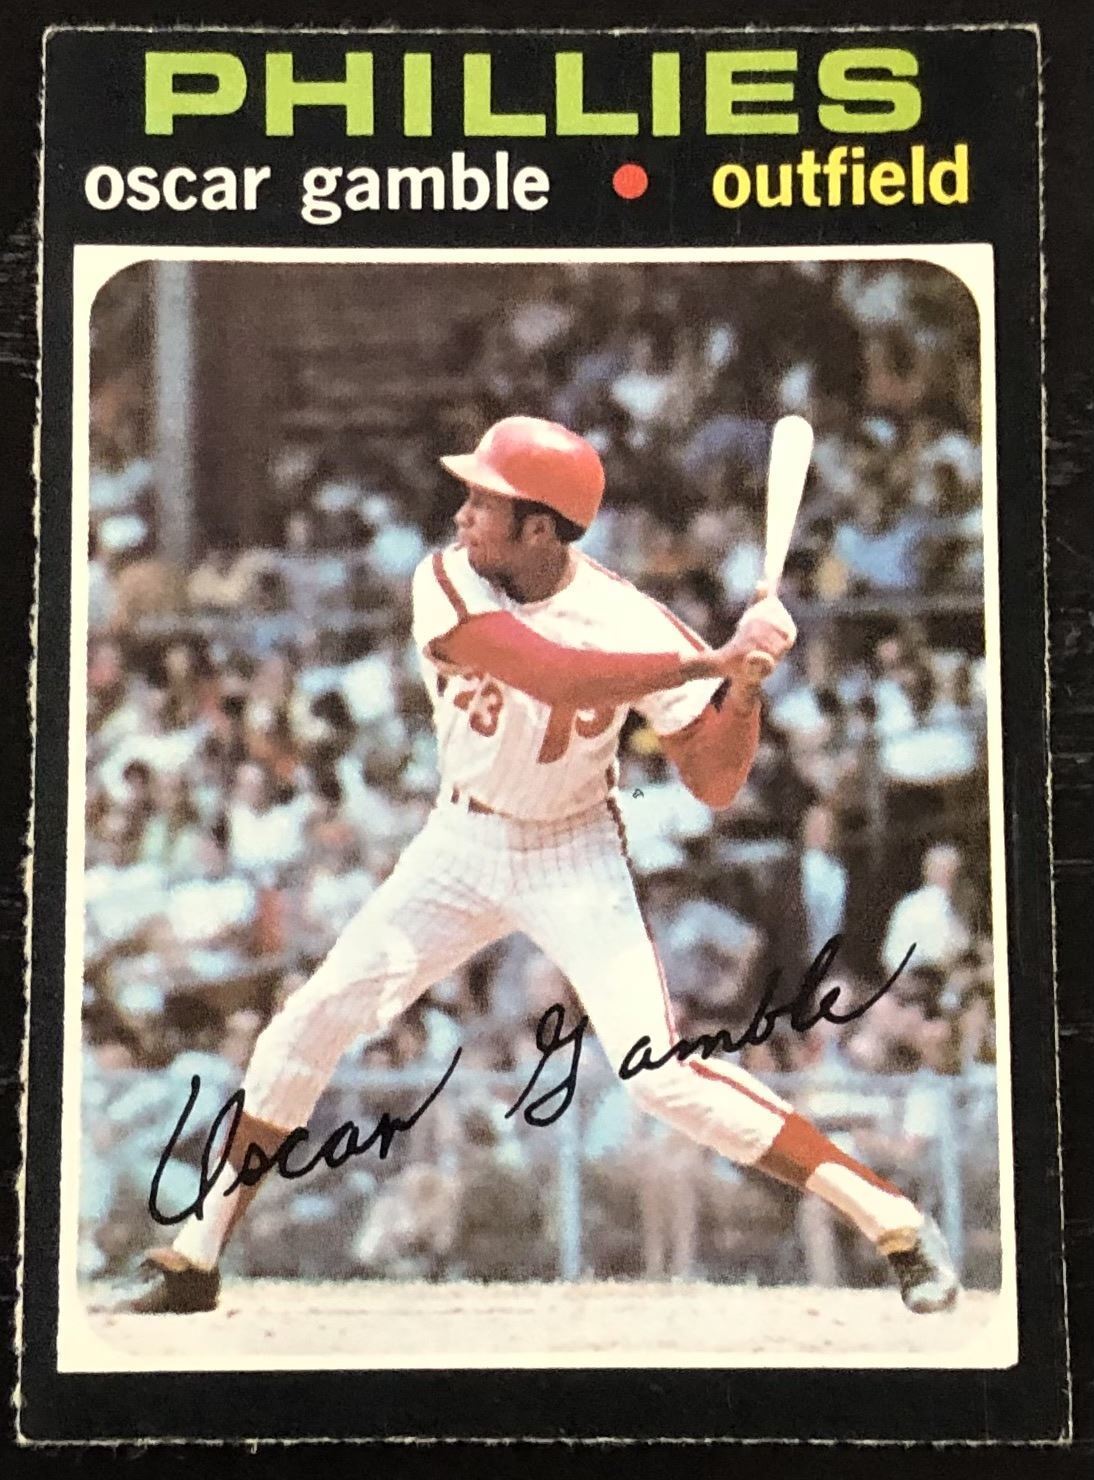 PHILLIES
oscar gamble • outfield
23 P
Oscar Gamble